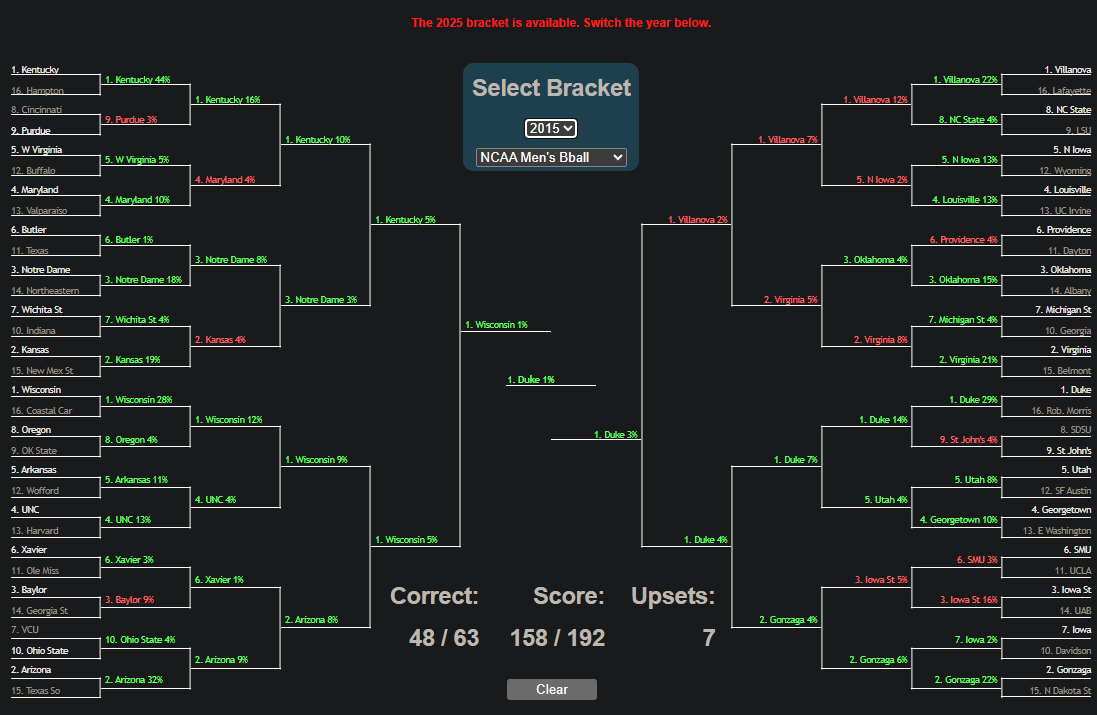 The 2025 bracket is available. Switch the year below.
Select Bracket
2015
NCAA Men's Bball
1. Kentucky
16. Hampton
8. Cincinnati
9. Purdue
5. W Virginia
12. Buffalo
4. Maryland
13. Valparaiso
6. Butler
11. Texas
3. Notre Dame
14. Northeastern
7. Wichita St
10. Indiana
2. Kansas
15. New Mex St
1. Wisconsin
16. Coastal Car
8. Oregon
9. OK State
5. Arkansas
12. Wofford
4. UNC
13. Harvard
6. Xavier
11. Ole Miss
3. Baylor
14. Georgia St
7. VCU
10. Ohio State
2. Arizona
15. Texas So
1. Kentucky 44%
9. Purdue 3%
5. W Virginia 5%
4. Maryland 10%
6. Butler 1%
3. Notre Dame 18%
7. Wichita St 4%
2. Kansas 19%
1. Wisconsin 28%
8. Oregon 4%
5. Arkansas 11%
4. UNC 13%
6. Xavier 3%
3. Baylor 9%
10. Ohio State 4%
2. Arizona 32%
1. Kentucky 16%
4. Maryland 4%
3. Notre Dame 8%
2. Kansas 4%
1. Wisconsin 12%
4. UNC 4%
6. Xavier 1%
2. Arizona 9%
1. Kentucky 10%
3. Notre Dame 3%
1. Wisconsin 9%
2. Arizona 8%
1. Kentucky 5%
1. Wisconsin 5%
1. Wisconsin 1%
1. Duke 1%
1. Duke 3%
1. Villanova 2%
1. Duke 4%
1. Villanova 7%
2. Virginia 5%
1. Duke 7%
2. Gonzaga 4%
1. Villanova 12%
5. N Iowa 2%
3. Oklahoma 4%
2. Virginia 8%
1. Duke 14%
5. Utah 4%
3. Iowa St 5%
2. Gonzaga 6%
1. Villanova 22%
8. NC State 4%
5. N Iowa 13%
4. Louisville 13%
6. Providence 4%
3. Oklahoma 15%
7. Michigan St 4%
2. Virginia 21%
1. Duke 29%
9. St John's 4%
5. Utah 8%
4. Georgetown 10%
6. SMU 3%
3. Iowa St 16%
7. Iowa 2%
2. Gonzaga 22%
1. Villanova
16. Lafayette
8. NC State
9. LSU
5. N Iowa
12. Wyoming
4. Louisville
13. UC Irvine
6. Providence
11. Dayton
3. Oklahoma
14. Albany
7. Michigan St
10. Georgia
2. Virginia
15. Belmont
1. Duke
16. Rob. Morris
8. SDSU
9. St John's
5. Utah
12. SF Austin
4. Georgetown
13. E Washington
6. SMU
11. UCLA
3. Iowa St
14. UAB
7. Iowa
10. Davidson
2. Gonzaga
15. N Dakota St
Correct: Score: Upsets:
48 / 63 158 / 192 7
Clear